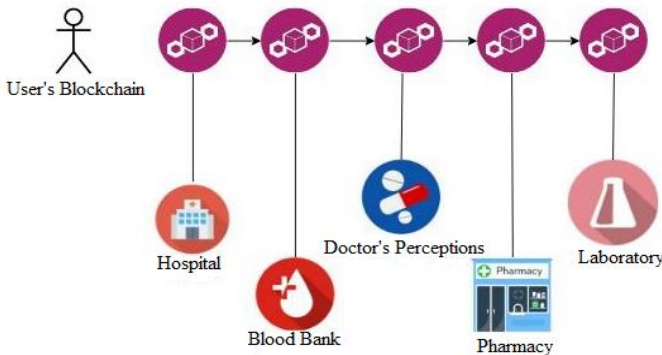 User's Blockchain
Hospital
Blood Bank
Doctor's Perceptions
Pharmacy
Pharmacy
Laboratory